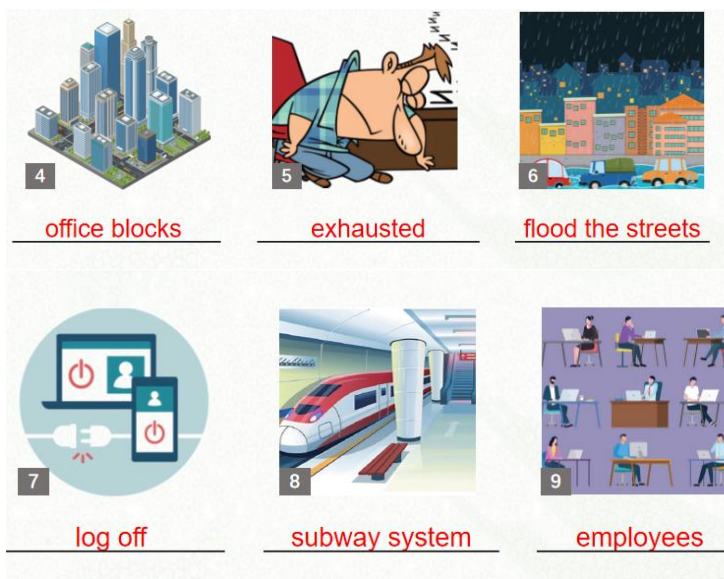 4
5
6
office blocks
exhausted
flood the streets
7
8
9
log off
subway system
employees